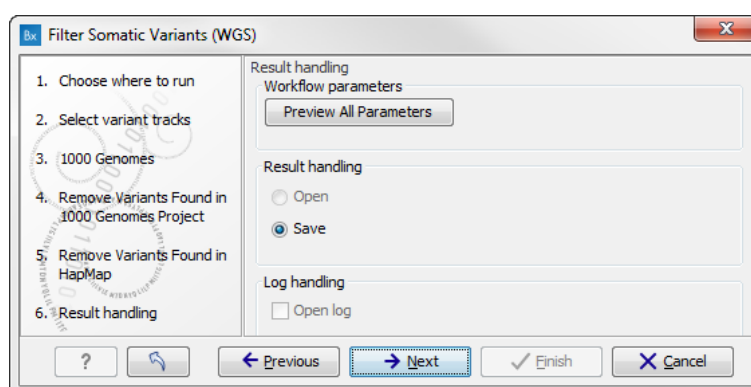 Bx Filter Somatic Variants (WGS)
1. Choose where to run
2. Select variant tracks
3. 1000 Genomes
4. Remove Variants Found in
1000 Genomes Project
5. Remove Variants Found in
HapMap
6. Result handling
Result handling
Workflow parameters
Preview All Parameters
Result handling
Open
Save
Log handling
Open log
?
Previous
Next
Finish
Cancel